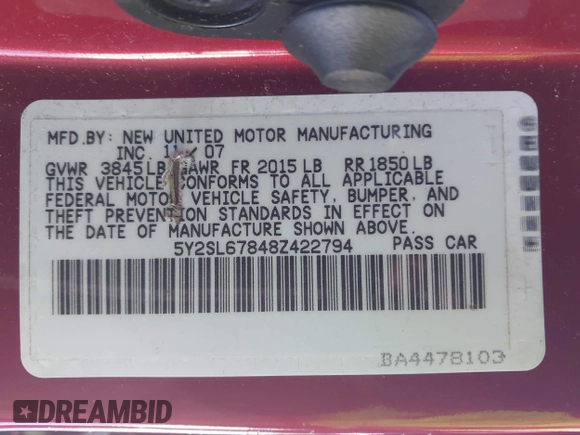 MFD.BY: NEW UNITED MOTOR MANUFACTURING
INC. 11/07
GVWR 3845LB GAWR FR 2015 LB RR 1850 LB
THIS VEHICLE CONFORMS TO ALL APPLICABLE
FEDERAL MOTOR VEHICLE SAFETY, BUMPER, AND
THEFT PREVENTION STANDARDS IN EFFECT ON
THE DATE OF MANUFACTURE SHOWN ABOVE.
5Y2SL67848Z422794 PASS CAR
BA4478103
DREAMBID